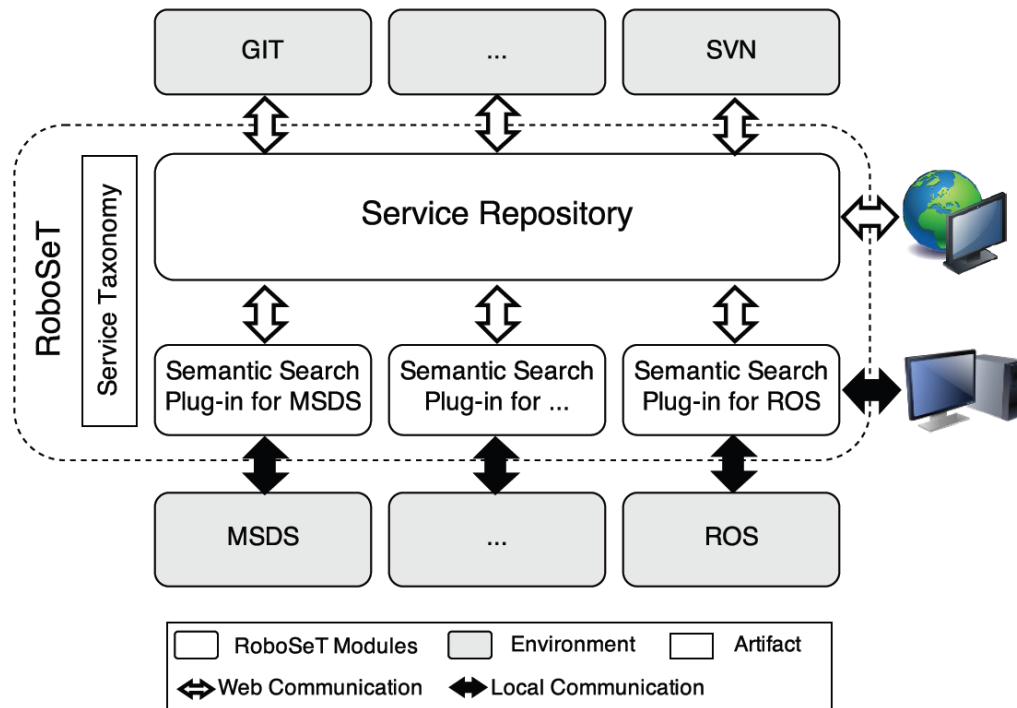 GIT
...
SVN
RoboSeT
Service Taxonomy
Service Repository
Semantic Search
Plug-in for MSDS
Semantic Search
Plug-in for ...
Semantic Search
Plug-in for ROS
MSDS
...
ROS
RoboSeT Modules
Environment
Artifact
Web Communication
Local Communication